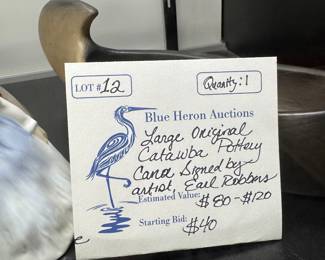 LOT # 12
Quantity: 1
Blue Heron Auctions
Large Original
Catawba Pottery
Canoe Signed by
artist, Earl Robbins
Estimated Value: $80-$120
Starting Bid: $40